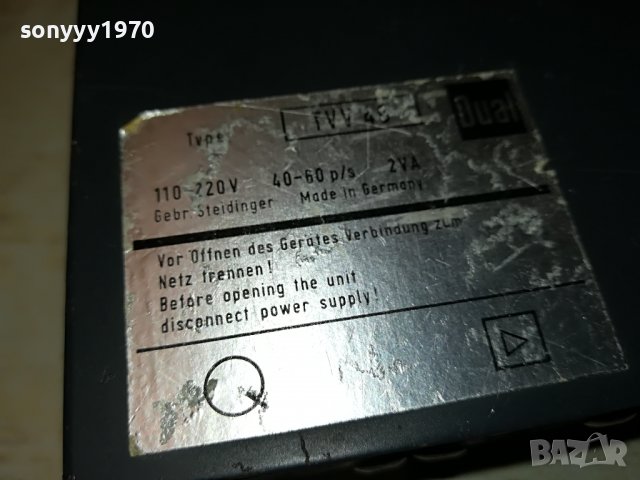 sonyyy1970
Type TVV 45 Dual
110-220V 40-60 p/s 2VA
Gebr. Steidinger Made in Germany
Vor Öffnen des Gerätes Verbindung zum
Netz trennen!
Before opening the unit
disconnect power supply!
BAZAR